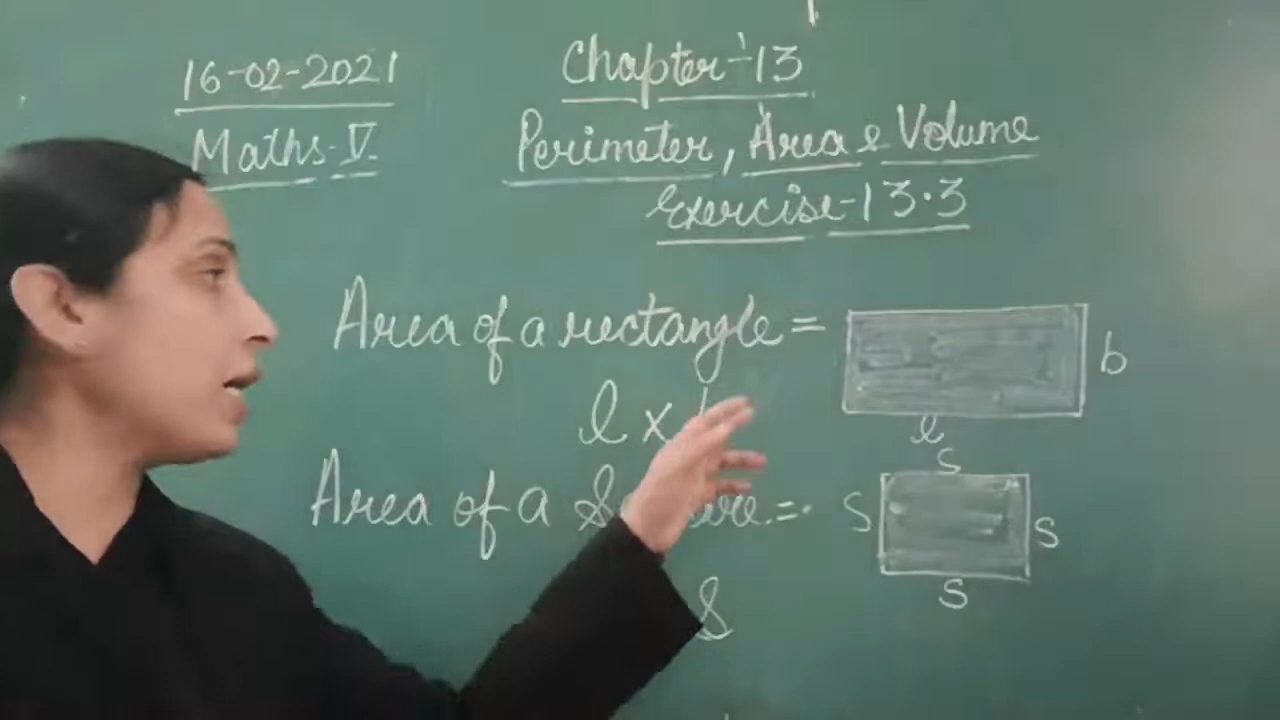 16-02-2021
Maths-V
Chapter-13
Perimeter, Area & Volume
Exercise-13.3
Area of a rectangle =
b
l ×
l
s
Area of a =
s
s
s
s